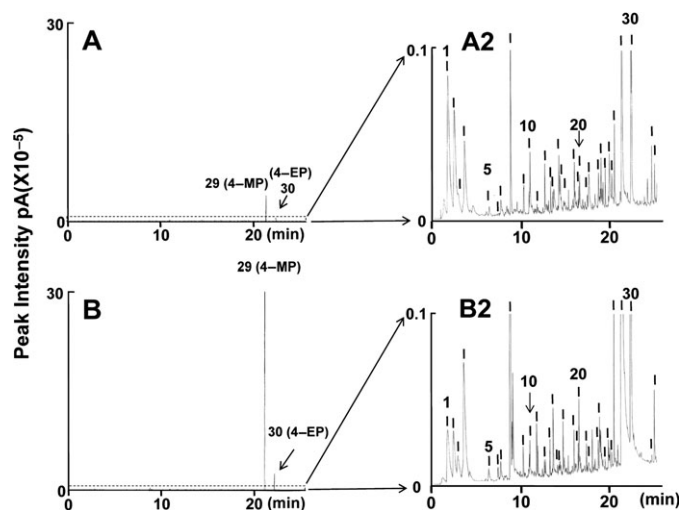 30
A
Peak Intensity pA(X10⁻⁵)
(4–EP)
29 (4–MP) 30
0
0 20 (min)
0.1
A2
1
5
10
20
30
0
0 10 20
29 (4–MP)
30
B
30 (4–EP)
0
0 20 (min)
0.1
B2
1
5
10
20
30
0
0 10 20 (min)